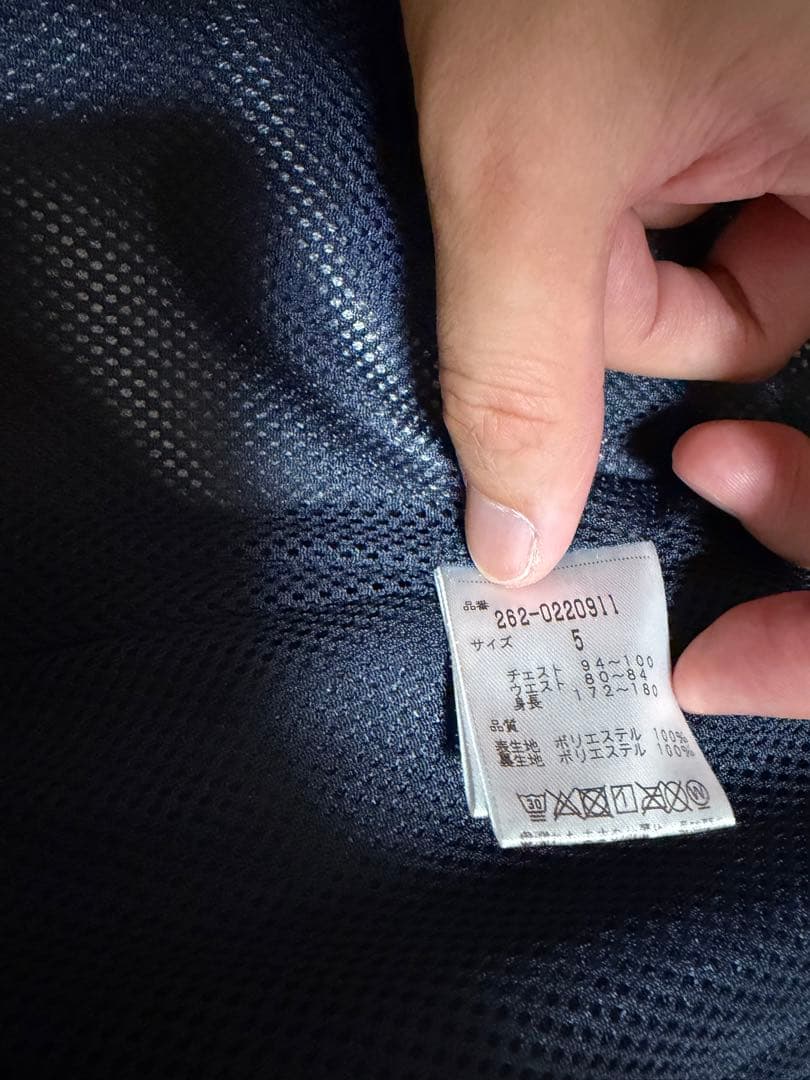 品番 262-0220911
サイズ 5
チェスト 94～100
ウエスト 80～84
身長 172～180
品質
表生地 ポリエステル 100%
裏生地 ポリエステル 100%
30
W